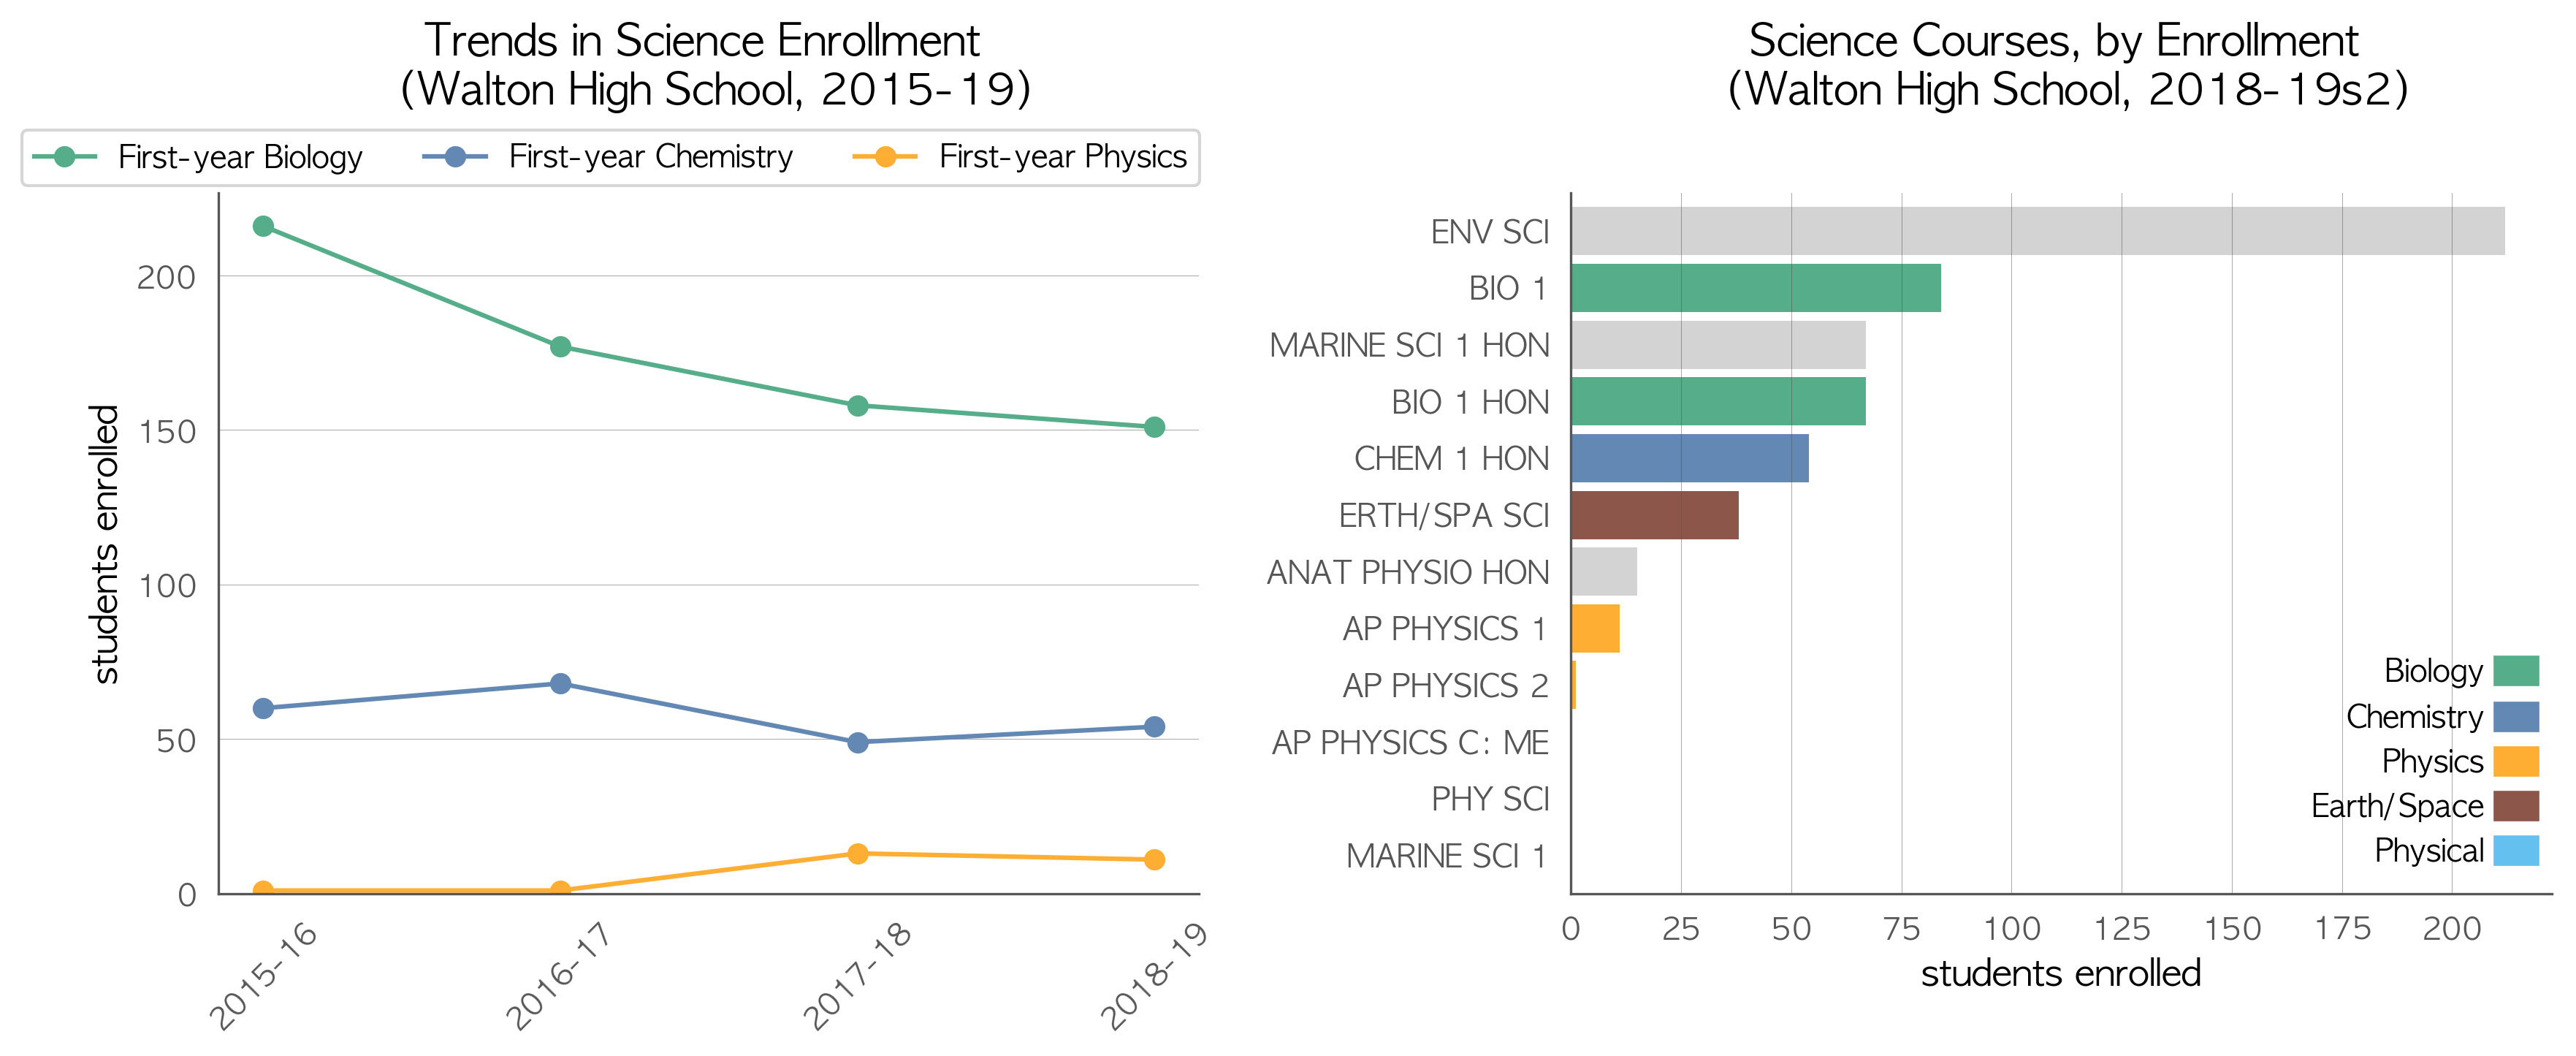 Trends in Science Enrollment
(Walton High School, 2015-19)
First-year Biology
First-year Chemistry
First-year Physics
students enrolled
200
150
100
50
0
2015-16
2016-17
2017-18
2018-19
Science Courses, by Enrollment
(Walton High School, 2018-19s2)
ENV SCI
BIO 1
MARINE SCI 1 HON
BIO 1 HON
CHEM 1 HON
ERTH/SPA SCI
ANAT PHYSIO HON
AP PHYSICS 1
AP PHYSICS 2
AP PHYSICS C: ME
PHY SCI
MARINE SCI 1
Biology
Chemistry
Physics
Earth/Space
Physical
0 25 50 75 100 125 150 175 200
students enrolled